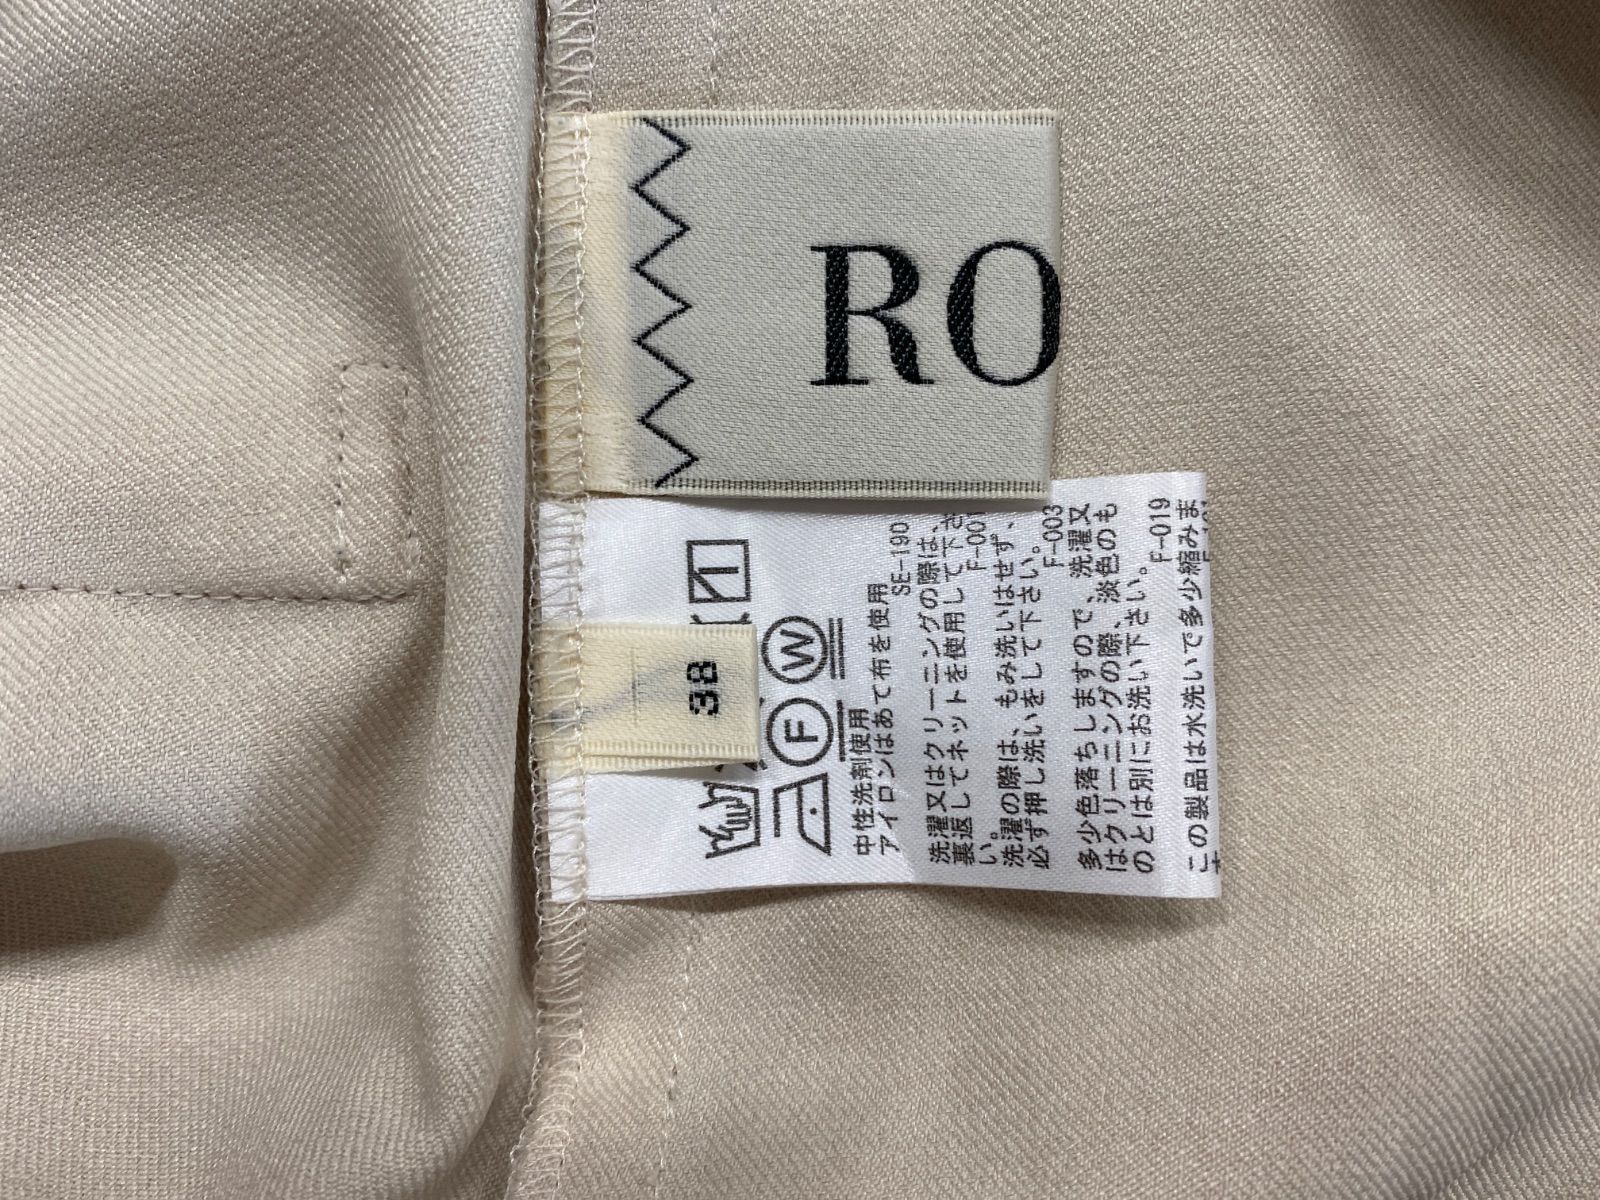 RO
38
W
F
中性洗剤使用
アイロンはあて布を使用
SE-190
洗濯又はクリーニングの際は、
裏返してネットを使用して下さ
い。
F-00
洗濯の際は、もみ洗いはせず、
必ず押し洗いをして下さい。
F-003
多少色落ちしますので、洗濯又
はクリーニングの際、淡色のも
のとは別にお洗い下さい。
F-019
この製品は水洗いで多少縮みま